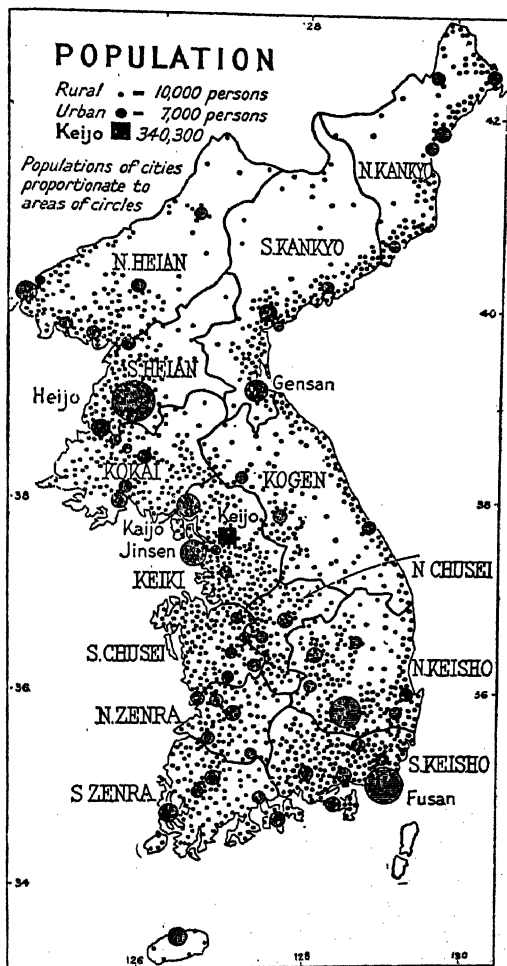 128
POPULATION
Rural • = 10,000 persons
Urban ● = 7,000 persons
Keijo ■ 340,300
Populations of cities
proportionate to
areas of circles
42
N.KANKYO
S.KANKYO
N.HEIAN
40
S.HEIAN
Heijo
Gensan
KOKAI
KOGEN
38
38
Kaijo
Keijo
Jinsen
KEIKI
N CHUSEI
S.CHUSEI
N.KEISHO
36
36
N.ZENRA
S.KEISHO
S ZENRA
Fusan
34
126
128
130